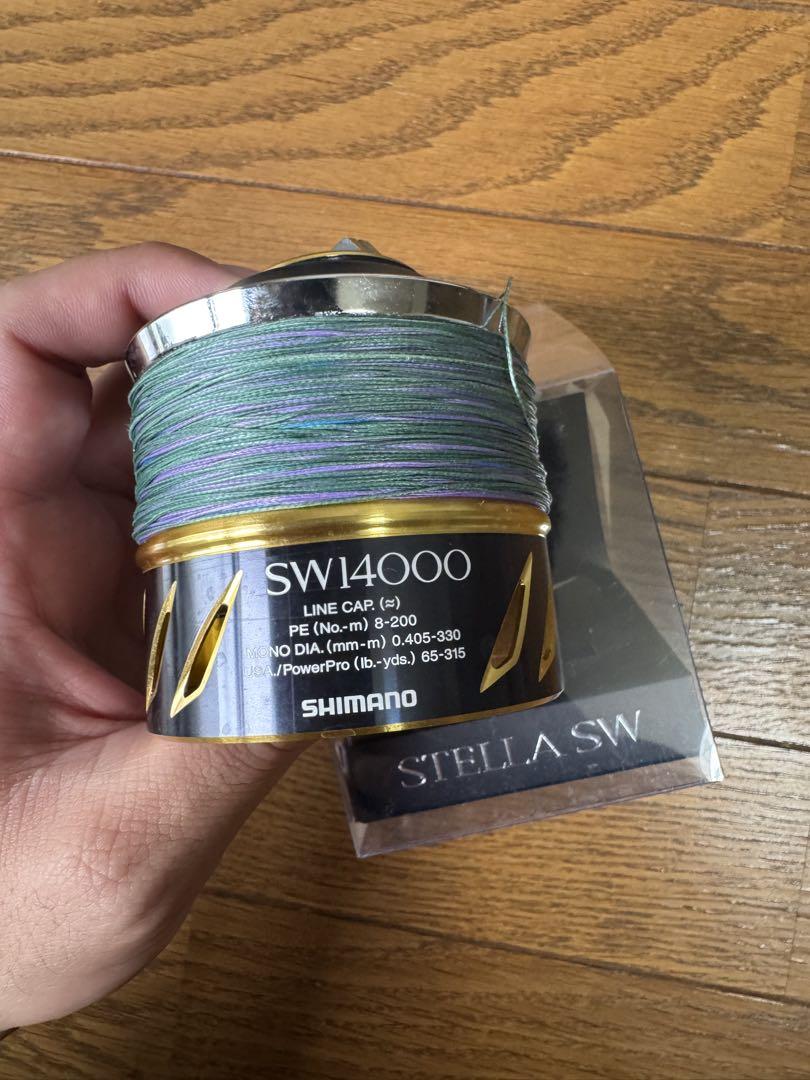 SW14000
LINE CAP. (≈)
PE (No.-m) 8-200
MONO DIA. (mm-m) 0.405-330
USA./PowerPro (lb.-yds.) 65-315
SHIMANO
STELLA SW